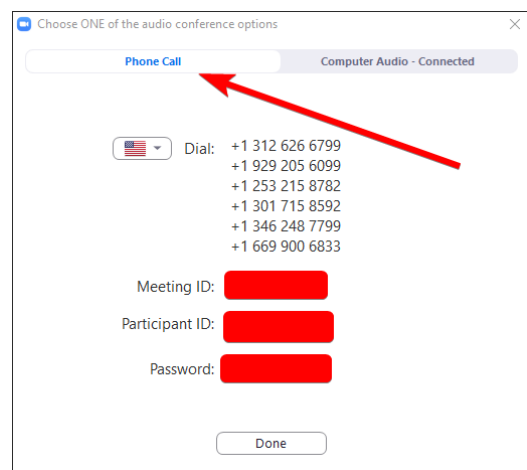 Choose ONE of the audio conference options
Phone Call Computer Audio - Connected
Dial: +1 312 626 6799
+1 929 205 6099
+1 253 215 8782
+1 301 715 8592
+1 346 248 7799
+1 669 900 6833
Meeting ID:
Participant ID:
Password:
Done